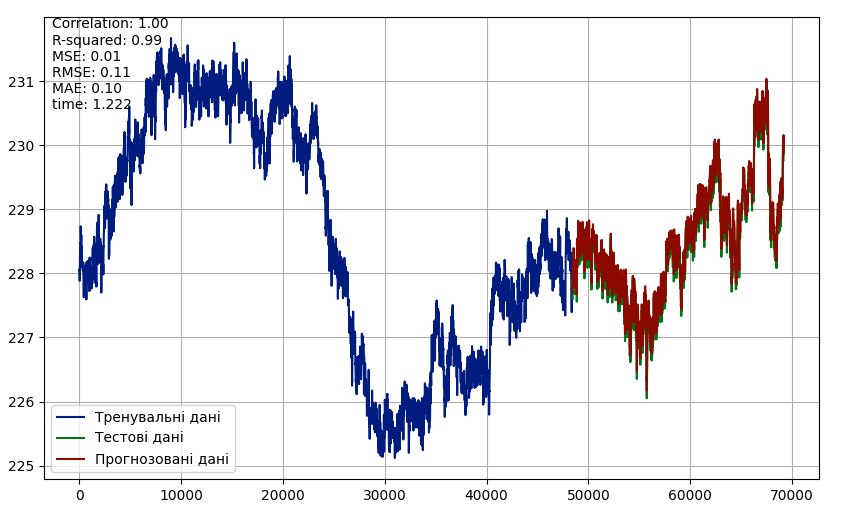 Correlation: 1.00
R-squared: 0.99
MSE: 0.01
RMSE: 0.11
MAE: 0.10
time: 1.222
231
230
229
228
227
226
225
Тренувальні дані
Тестові дані
Прогнозовані дані
0 10000 20000 30000 40000 50000 60000 70000